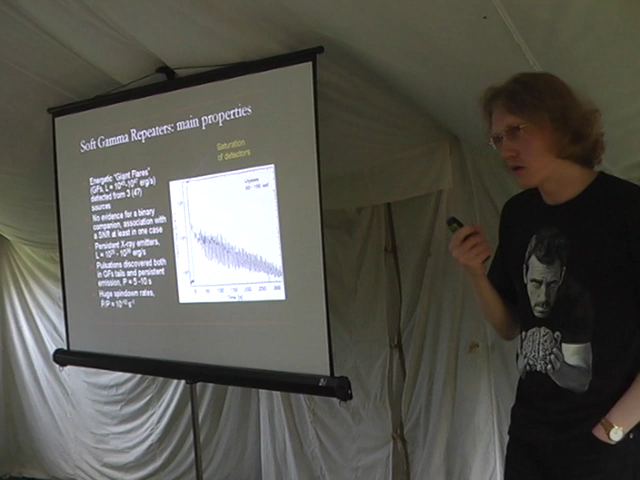 Soft Gamma Repeaters: main properties
Saturation
of detectors
Energetic "Giant Flares"
(GFs, L = 10⁴⁵-10⁴⁷ erg/s)
detected from 3 (4?)
sources
No evidence for a binary
companion, association with
a SNR at least in one case
Persistent X-ray emitters,
L = 10³⁵ - 10³⁶ erg/s
Pulsations discovered both
in GFs tails and persistent
emission, P = 5 -10 s
Huge spindown rates,
Ṗ/P = 10⁻¹⁰ s⁻¹
Time (s)